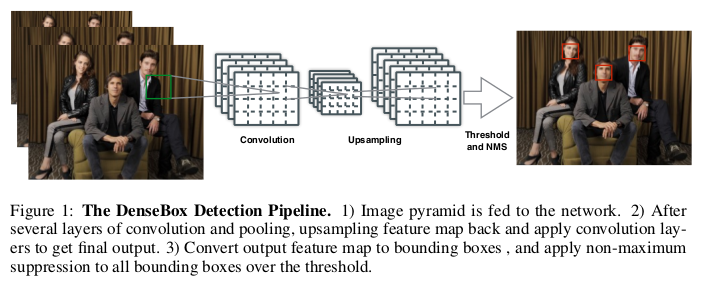 Convolution
Upsampling
Threshold
and NMS
Figure 1: The DenseBox Detection Pipeline. 1) Image pyramid is fed to the network. 2) After
several layers of convolution and pooling, upsampling feature map back and apply convolution lay-
ers to get final output. 3) Convert output feature map to bounding boxes , and apply non-maximum
suppression to all bounding boxes over the threshold.